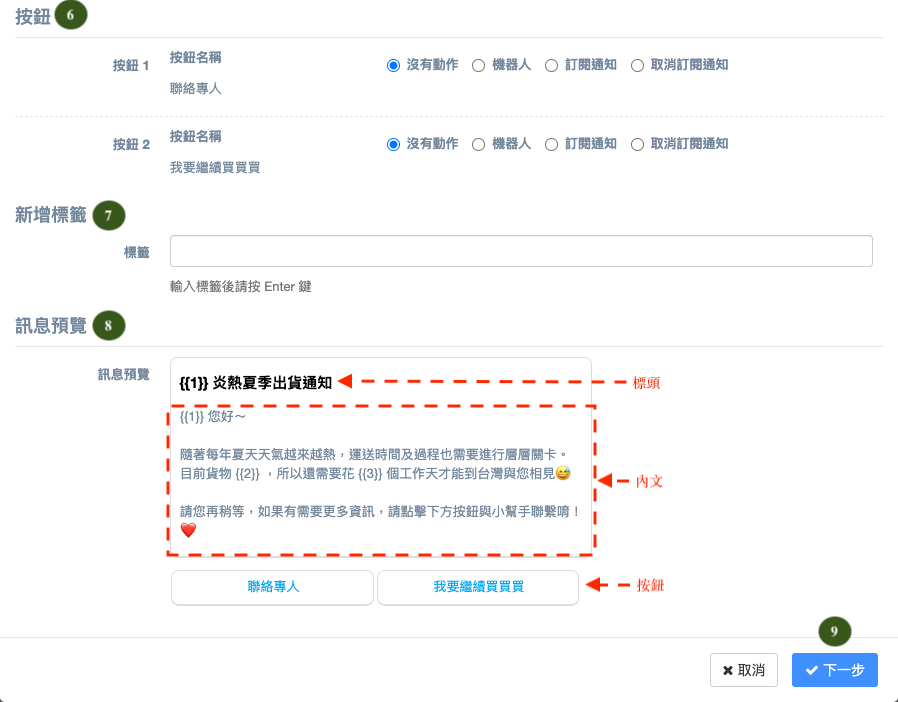 按鈕 6
按鈕 1 按鈕名稱 沒有動作 機器人 訂閱通知 取消訂閱通知
聯絡專人
按鈕 2 按鈕名稱 沒有動作 機器人 訂閱通知 取消訂閱通知
我要繼續買買買
新增標籤 7
標籤
輸入標籤後請按 Enter 鍵
訊息預覽 8
訊息預覽
{{1}} 炎熱夏季出貨通知 標頭
{{1}} 您好～
隨著每年夏天天氣越來越熱，運送時間及過程也需要進行層層關卡。
目前貨物 {{2}} ，所以還需要花 {{3}} 個工作天才能到台灣與您相見😅
內文
請您再稍等，如果有需要更多資訊，請點擊下方按鈕與小幫手聯繫唷！
❤️
聯絡專人 我要繼續買買買 按鈕
9
取消 下一步